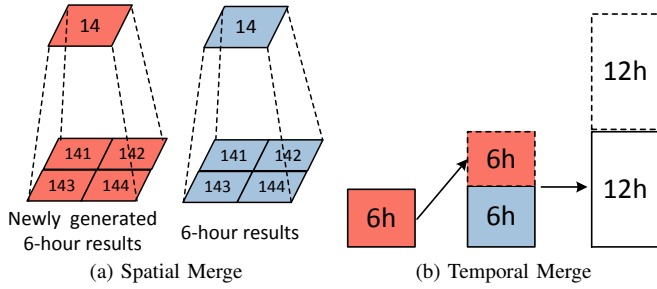 14
141 142
143 144
Newly generated
6-hour results
14
141 142
143 144
6-hour results
(a) Spatial Merge
6h
6h
6h
12h
12h
(b) Temporal Merge